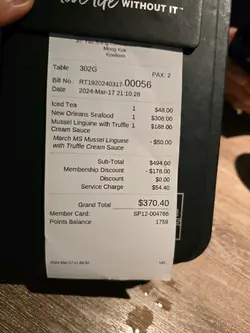 live life WITHOUT IT™
Mong Kok
Kowloon
Table 302G
PAX: 2
Bill No RT1920240317-00056
Date 2024-Mar-17 21:10:28
Iced Tea 1 $48.00
New Orleans Seafood 1 $308.00
Mussel Linguine with Truffle 1 $188.00
Cream Sauce
March MS Mussel Linguine - $50.00
with Truffle Cream Sauce
Sub-Total $494.00
Membership Discount - $178.00
Discount $0.00
Service Charge $54.40
Grand Total $370.40
Member Card: SP12-004766
Points Balance 1759